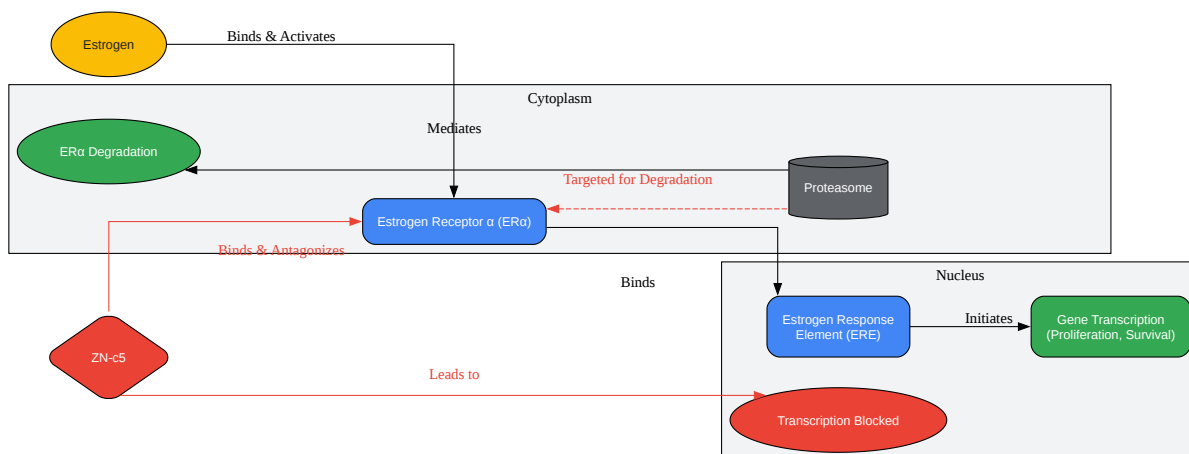 Estrogen
Binds & Activates
Cytoplasm
Mediates
ERα Degradation
Targeted for Degradation
Proteasome
Estrogen Receptor α (ERα)
Binds & Antagonizes
Binds
Nucleus
Estrogen Response
Element (ERE)
Initiates
Gene Transcription
(Proliferation, Survival)
ZN-c5
Leads to
Transcription Blocked